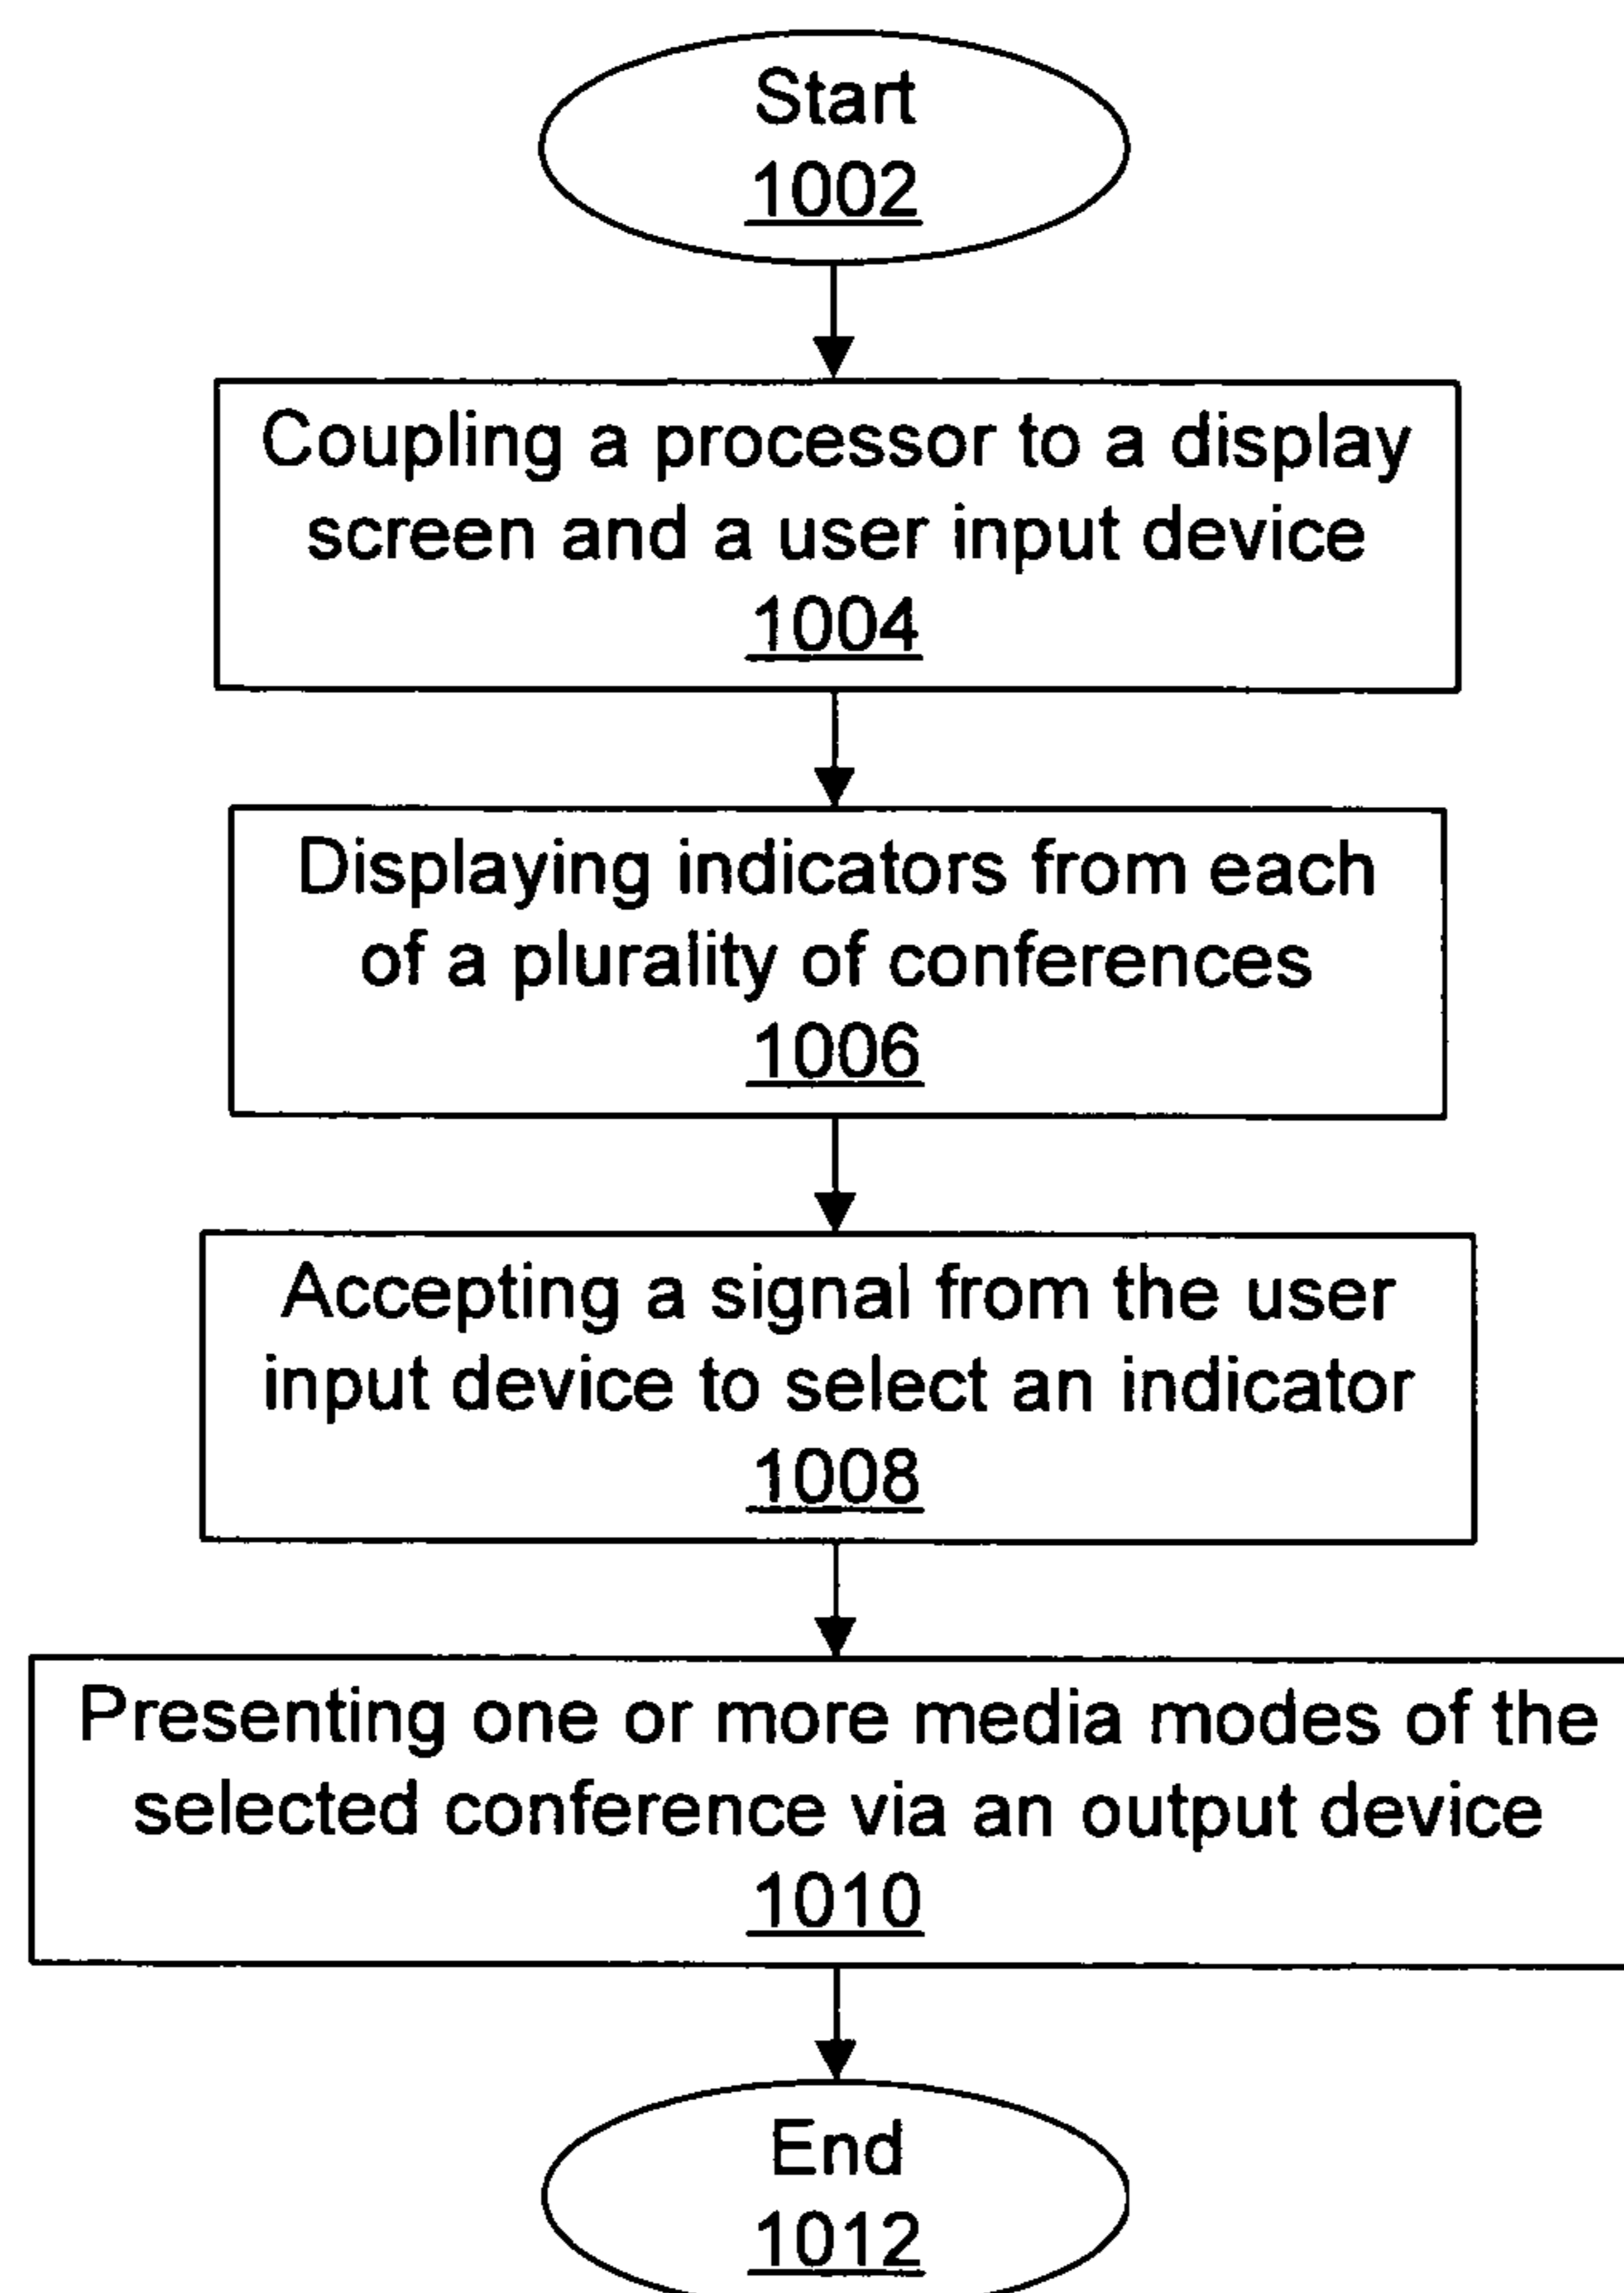 Start
1002
Coupling a processor to a display
screen and a user input device
1004
Displaying indicators from each
of a plurality of conferences
1006
Accepting a signal from the user
input device to select an indicator
1008
Presenting one or more media modes of the
selected conference via an output device
1010
End
1012